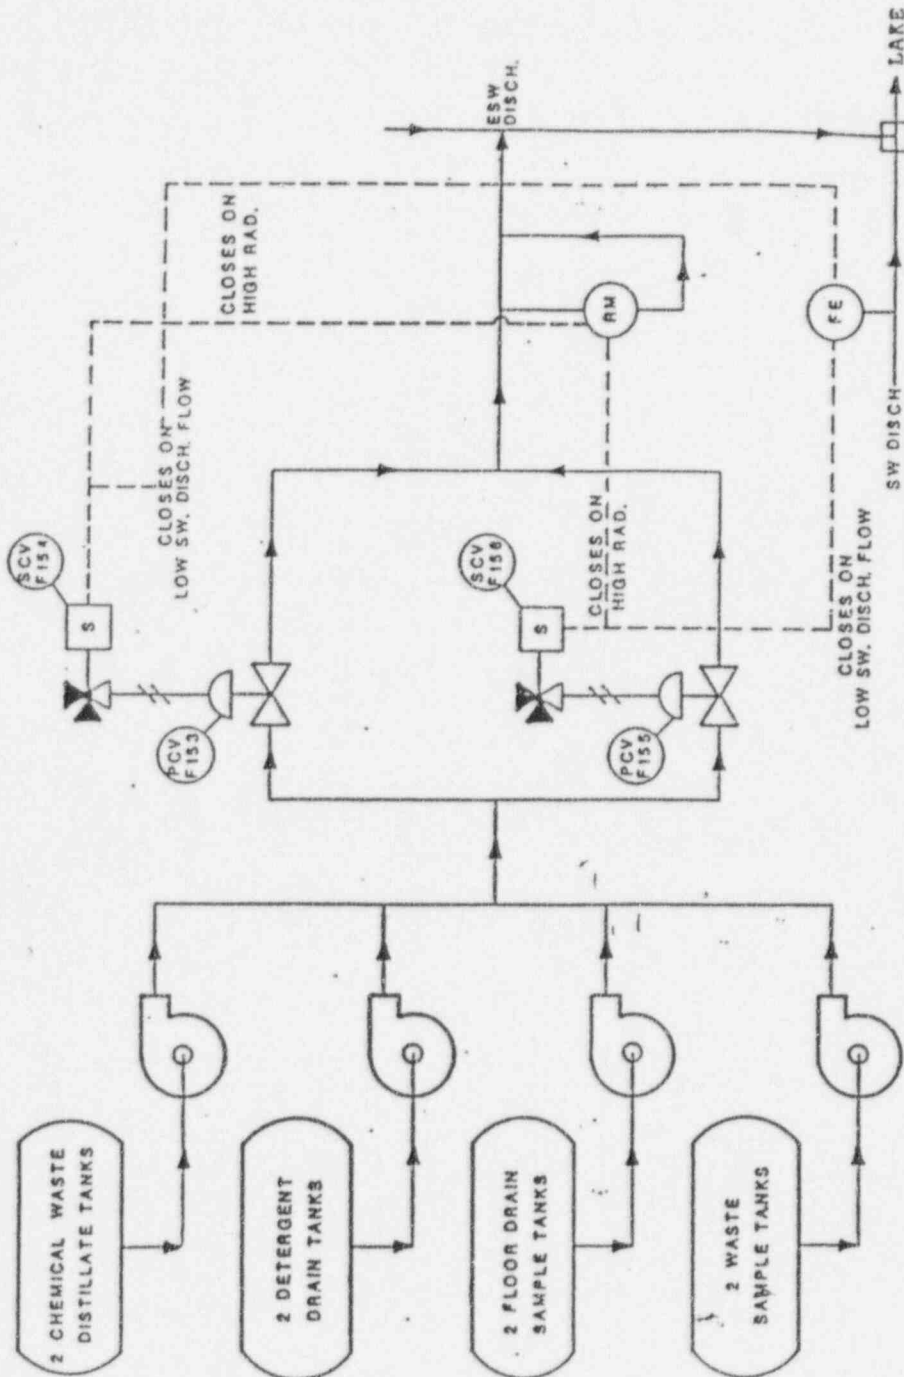 2 CHEMICAL WASTE
DISTILLATE TANKS
2 DETERGENT
DRAIN TANKS
2 FLOOR DRAIN
SAMPLE TANKS
2 WASTE
SAMPLE TANKS
PCV
F153
SCV
F154
S
CLOSES ON
LOW SW. DISCH. FLOW
CLOSES ON
HIGH RAD.
PCV
F155
SCV
F156
S
CLOSES ON
HIGH RAD.
CLOSES ON
LOW SW. DISCH. FLOW
RM
FE
ESW
DISCH.
SW DISCH
LAKE